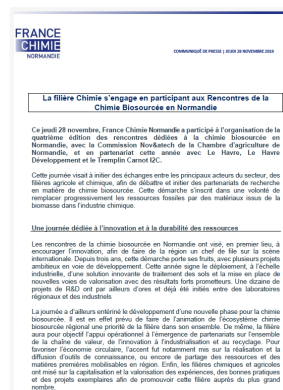 FRANCE
CHIMIE
NORMANDIE
COMMUNIQUÉ DE PRESSE | JEUDI 28 NOVEMBRE 2019
La filière Chimie s'engage en participant aux Rencontres de la
Chimie Biosourcée en Normandie
Ce jeudi 28 novembre, France Chimie Normandie a participé à l'organisation de la
quatrième édition des rencontres dédiées à la chimie biosourcée en
Normandie, avec la Commission Nov&atech de la Chambre d'agriculture de
Normandie, et en partenariat cette année avec Le Havre, Le Havre
Développement et le Tremplin Carnot I2C.
Cette journée visait à initier des échanges entre les principaux acteurs du secteur, des
filières agricole et chimique, afin de débattre et initier des partenariats de recherche
en matière de chimie biosourcée. Cette démarche s'inscrit dans une volonté de
remplacer progressivement les ressources fossiles par des matériaux issus de la
biomasse dans l'industrie chimique.
Une journée dédiée à l'innovation et à la durabilité des ressources
Les rencontres de la chimie biosourcée en Normandie ont visé, en premier lieu, à
encourager l'innovation, afin de faire de la région un chef de file sur la scène
internationale. Depuis trois ans, cette démarche porte ses fruits, avec plusieurs projets
ambitieux en voie de développement. Cette année signe le déploiement, à l'échelle
industrielle, d'une solution innovante de traitement des sols et la mise en place de
nouvelles voies de valorisation avec des résultats forts prometteurs. Une dizaine de
projets de R&D ont par ailleurs d'ores et déjà été initiés entre des laboratoires
régionaux et des industriels
La journée a d'ailleurs entériné le développement d'une nouvelle phase pour la chimie
biosourcée. Il est en effet prévu de faire de l'animation de l'écosystème chimie
biosourcée régional une priorité de la filière dans son ensemble. De même, la filière
aura pour objectif l'appui opérationnel à l'émergence de partenariats sur l'ensemble
de la chaîne de valeur, de l'innovation à l'industrialisation et au recyclage. Pour
favoriser l'économie circulaire, l'accent fut notamment mis sur la réalisation et la
diffusion d'outils de connaissance, ou encore de partage des ressources et des
matières premières mobilisables en région. Enfin, les filières chimiques et agricoles
ont misé sur la capitalisation et la valorisation des expériences, des bonnes pratiques
et des projets exemplaires afin de promouvoir cette filière auprès du plus grand
nombre.